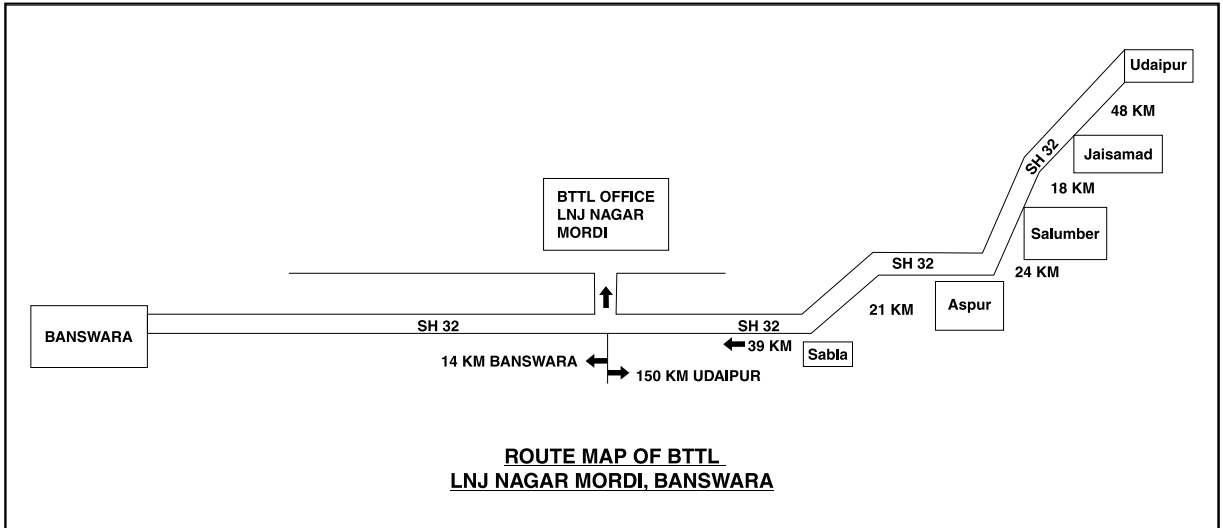 Udaipur
48 KM
Jaisamad
SH 32
18 KM
BTTL OFFICE
LNJ NAGAR
MORDI
Salumber
SH 32
24 KM
21 KM
Aspur
BANSWARA
SH 32
SH 32
39 KM
Sabla
14 KM BANSWARA
150 KM UDAIPUR
ROUTE MAP OF BTTL
LNJ NAGAR MORDI, BANSWARA